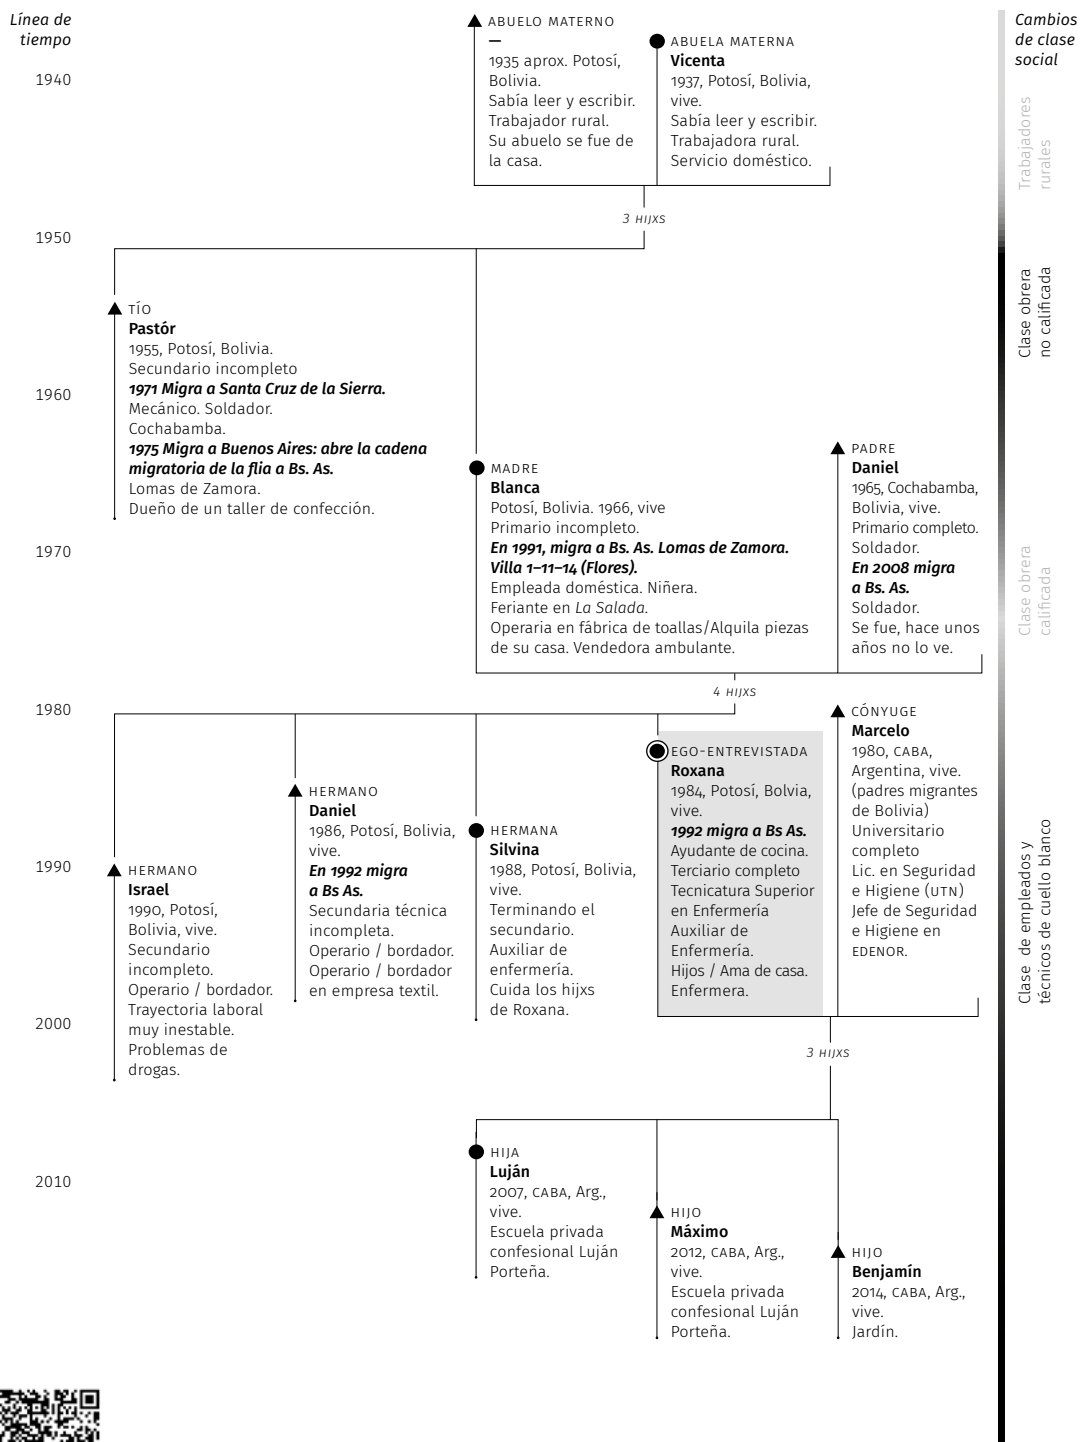 Línea de
tiempo
Cambios
de clase
social
1940
1950
1960
1970
1980
1990
2000
2010
ABUELO MATERNO
—
1935 aprox. Potosí,
Bolivia.
Sabía leer y escribir.
Trabajador rural.
Su abuelo se fue de
la casa.
ABUELA MATERNA
Vicenta
1937, Potosí, Bolivia,
vive.
Sabía leer y escribir.
Trabajadora rural.
Servicio doméstico.
3 HIJXS
TÍO
Pastór
1955, Potosí, Bolivia.
Secundario incompleto
1971 Migra a Santa Cruz de la Sierra.
Mecánico. Soldador.
Cochabamba.
1975 Migra a Buenos Aires: abre la cadena
migratoria de la flia a Bs. As.
Lomas de Zamora.
Dueño de un taller de confección.
MADRE
Blanca
Potosí, Bolivia. 1966, vive
Primario incompleto.
En 1991, migra a Bs. As. Lomas de Zamora.
Villa 1–11–14 (Flores).
Empleada doméstica. Niñera.
Feriante en La Salada.
Operaria en fábrica de toallas/Alquila piezas
de su casa. Vendedora ambulante.
PADRE
Daniel
1965, Cochabamba,
Bolivia, vive.
Primario completo.
Soldador.
En 2008 migra
a Bs. As.
Soldador.
Se fue, hace unos
años no lo ve.
4 HIJXS
HERMANO
Israel
1990, Potosí,
Bolivia, vive.
Secundario
incompleto.
Operario / bordador.
Trayectoria laboral
muy inestable.
Problemas de
drogas.
HERMANO
Daniel
1986, Potosí, Bolivia,
vive.
En 1992 migra
a Bs As.
Secundaria técnica
incompleta.
Operario / bordador.
Operario / bordador
en empresa textil.
HERMANA
Silvina
1988, Potosí, Bolivia,
vive.
Terminando el
secundario.
Auxiliar de
enfermería.
Cuida los hijxs
de Roxana.
EGO-ENTREVISTADA
Roxana
1984, Potosí, Bolvia,
vive.
1992 migra a Bs As.
Ayudante de cocina.
Terciario completo
Tecnicatura Superior
en Enfermería
Auxiliar de
Enfermería.
Hijos / Ama de casa.
Enfermera.
CÓNYUGE
Marcelo
1980, CABA,
Argentina, vive.
(padres migrantes
de Bolivia)
Universitario
completo
Lic. en Seguridad
e Higiene (UTN)
Jefe de Seguridad
e Higiene en
EDENOR.
3 HIJXS
HIJA
Luján
2007, CABA, Arg.,
vive.
Escuela privada
confesional Luján
Porteña.
HIJO
Máximo
2012, CABA, Arg.,
vive.
Escuela privada
confesional Luján
Porteña.
HIJO
Benjamín
2014, CABA, Arg.,
vive.
Jardín.
Trabajadores
rurales
Clase obrera
no calificada
Clase obrera
calificada
Clase de empleados y
técnicos de cuello blanco